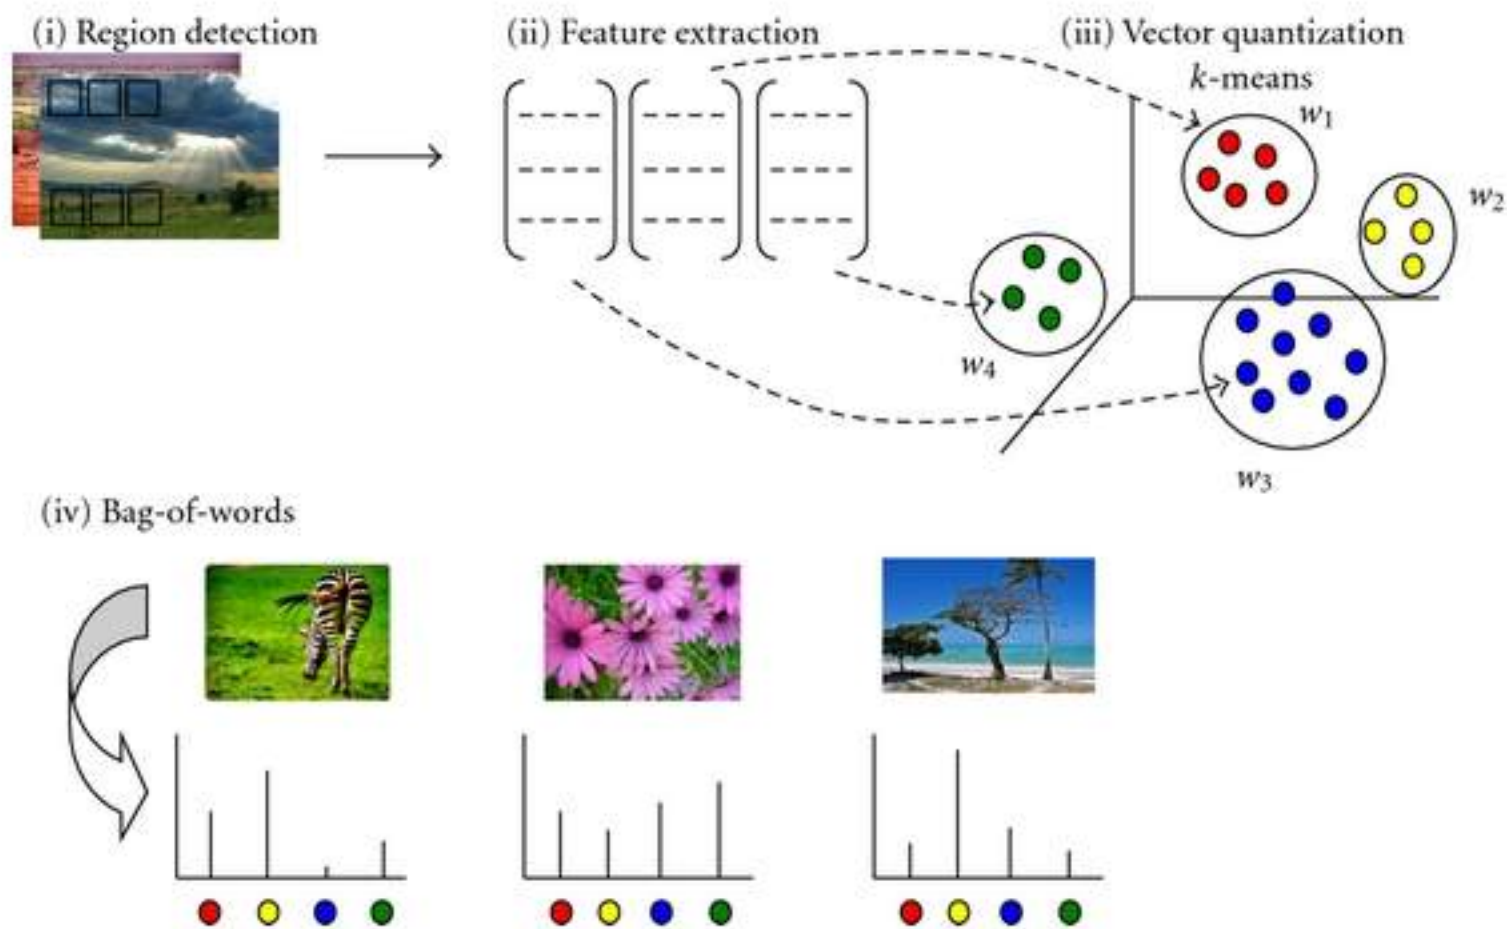 (i) Region detection
(ii) Feature extraction
(iii) Vector quantization
k-means
w1
w2
w4
w3
(iv) Bag-of-words